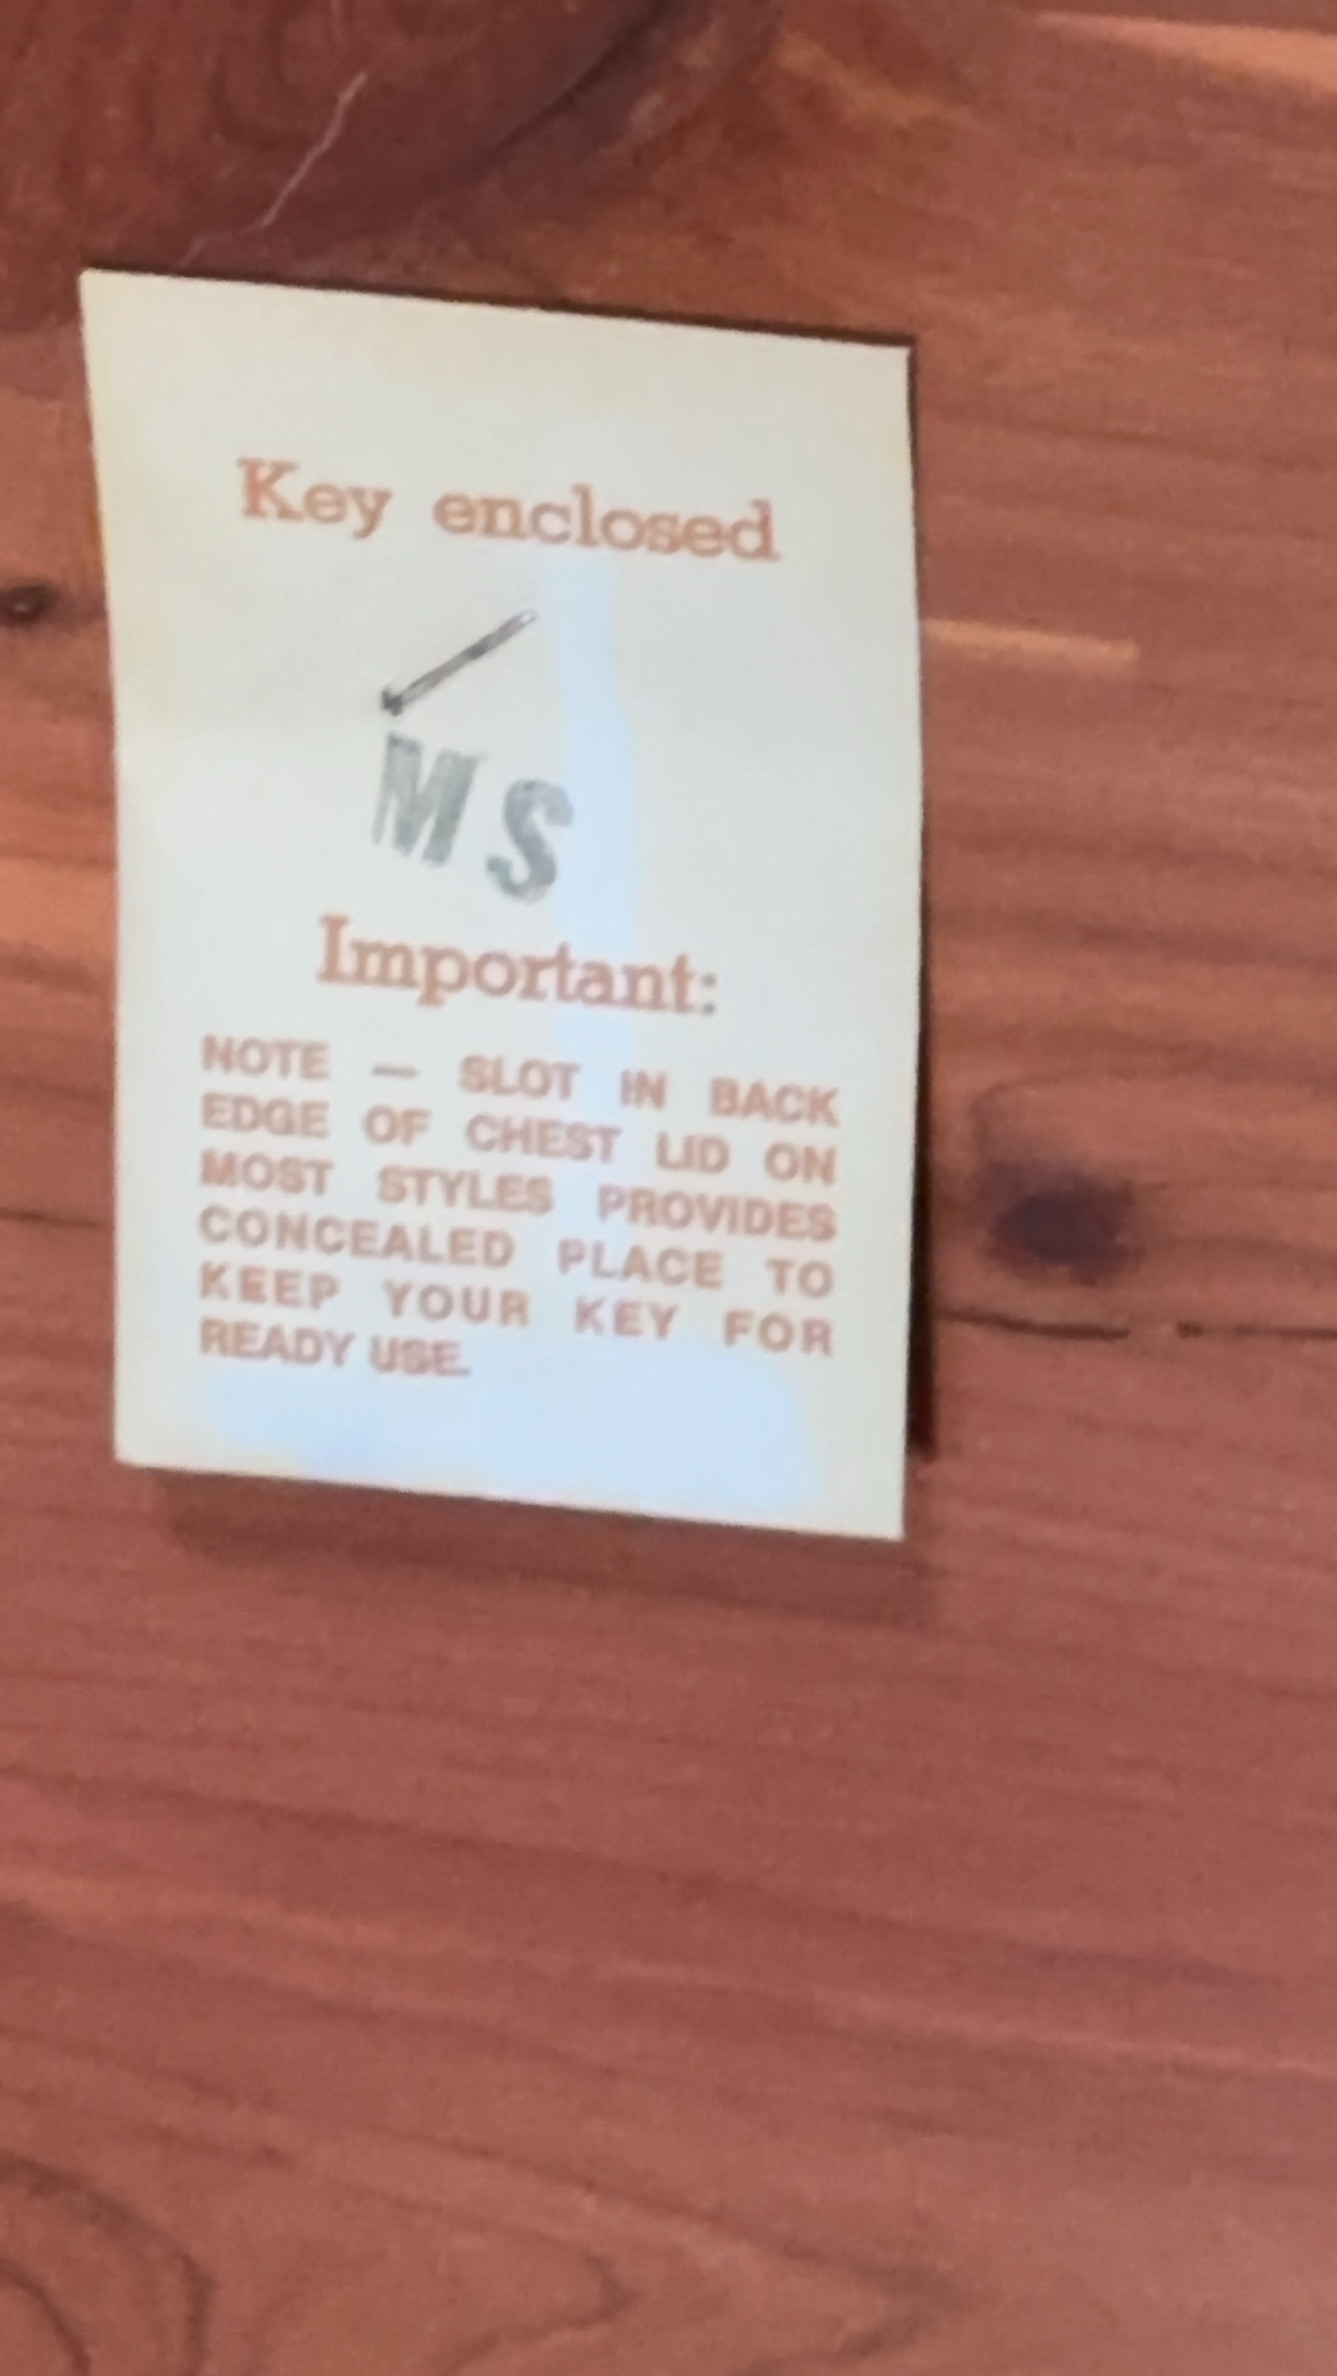 Key enclosed
MS
Important:
NOTE — SLOT IN BACK
EDGE OF CHEST LID ON
MOST STYLES PROVIDES
CONCEALED PLACE TO
KEEP YOUR KEY FOR
READY USE.